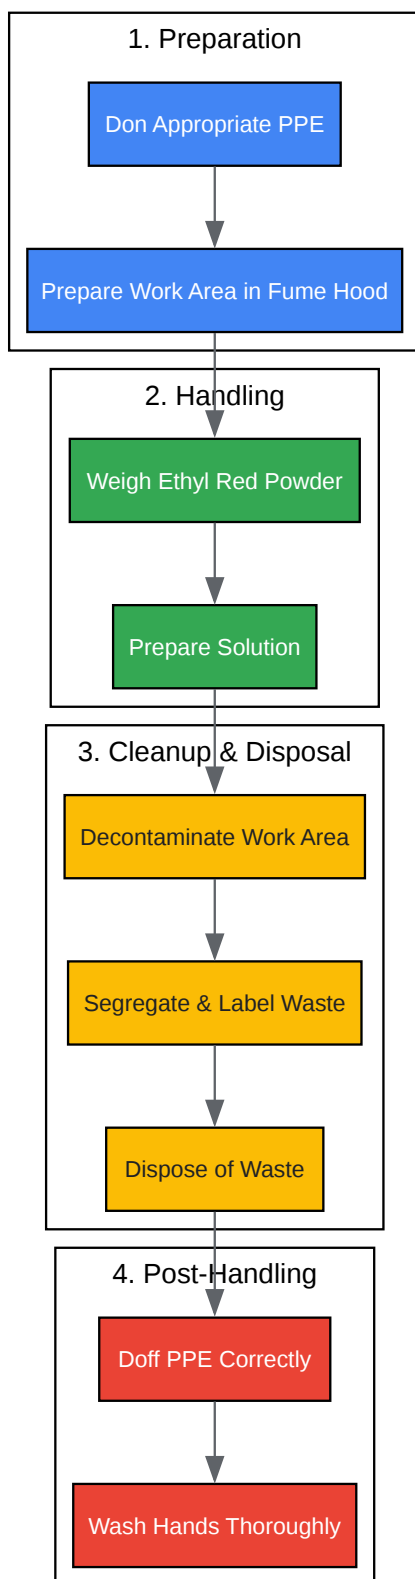 1. Preparation
Don Appropriate PPE
Prepare Work Area in Fume Hood
2. Handling
Weigh Ethyl Red Powder
Prepare Solution
3. Cleanup & Disposal
Decontaminate Work Area
Segregate & Label Waste
Dispose of Waste
4. Post-Handling
Doff PPE Correctly
Wash Hands Thoroughly